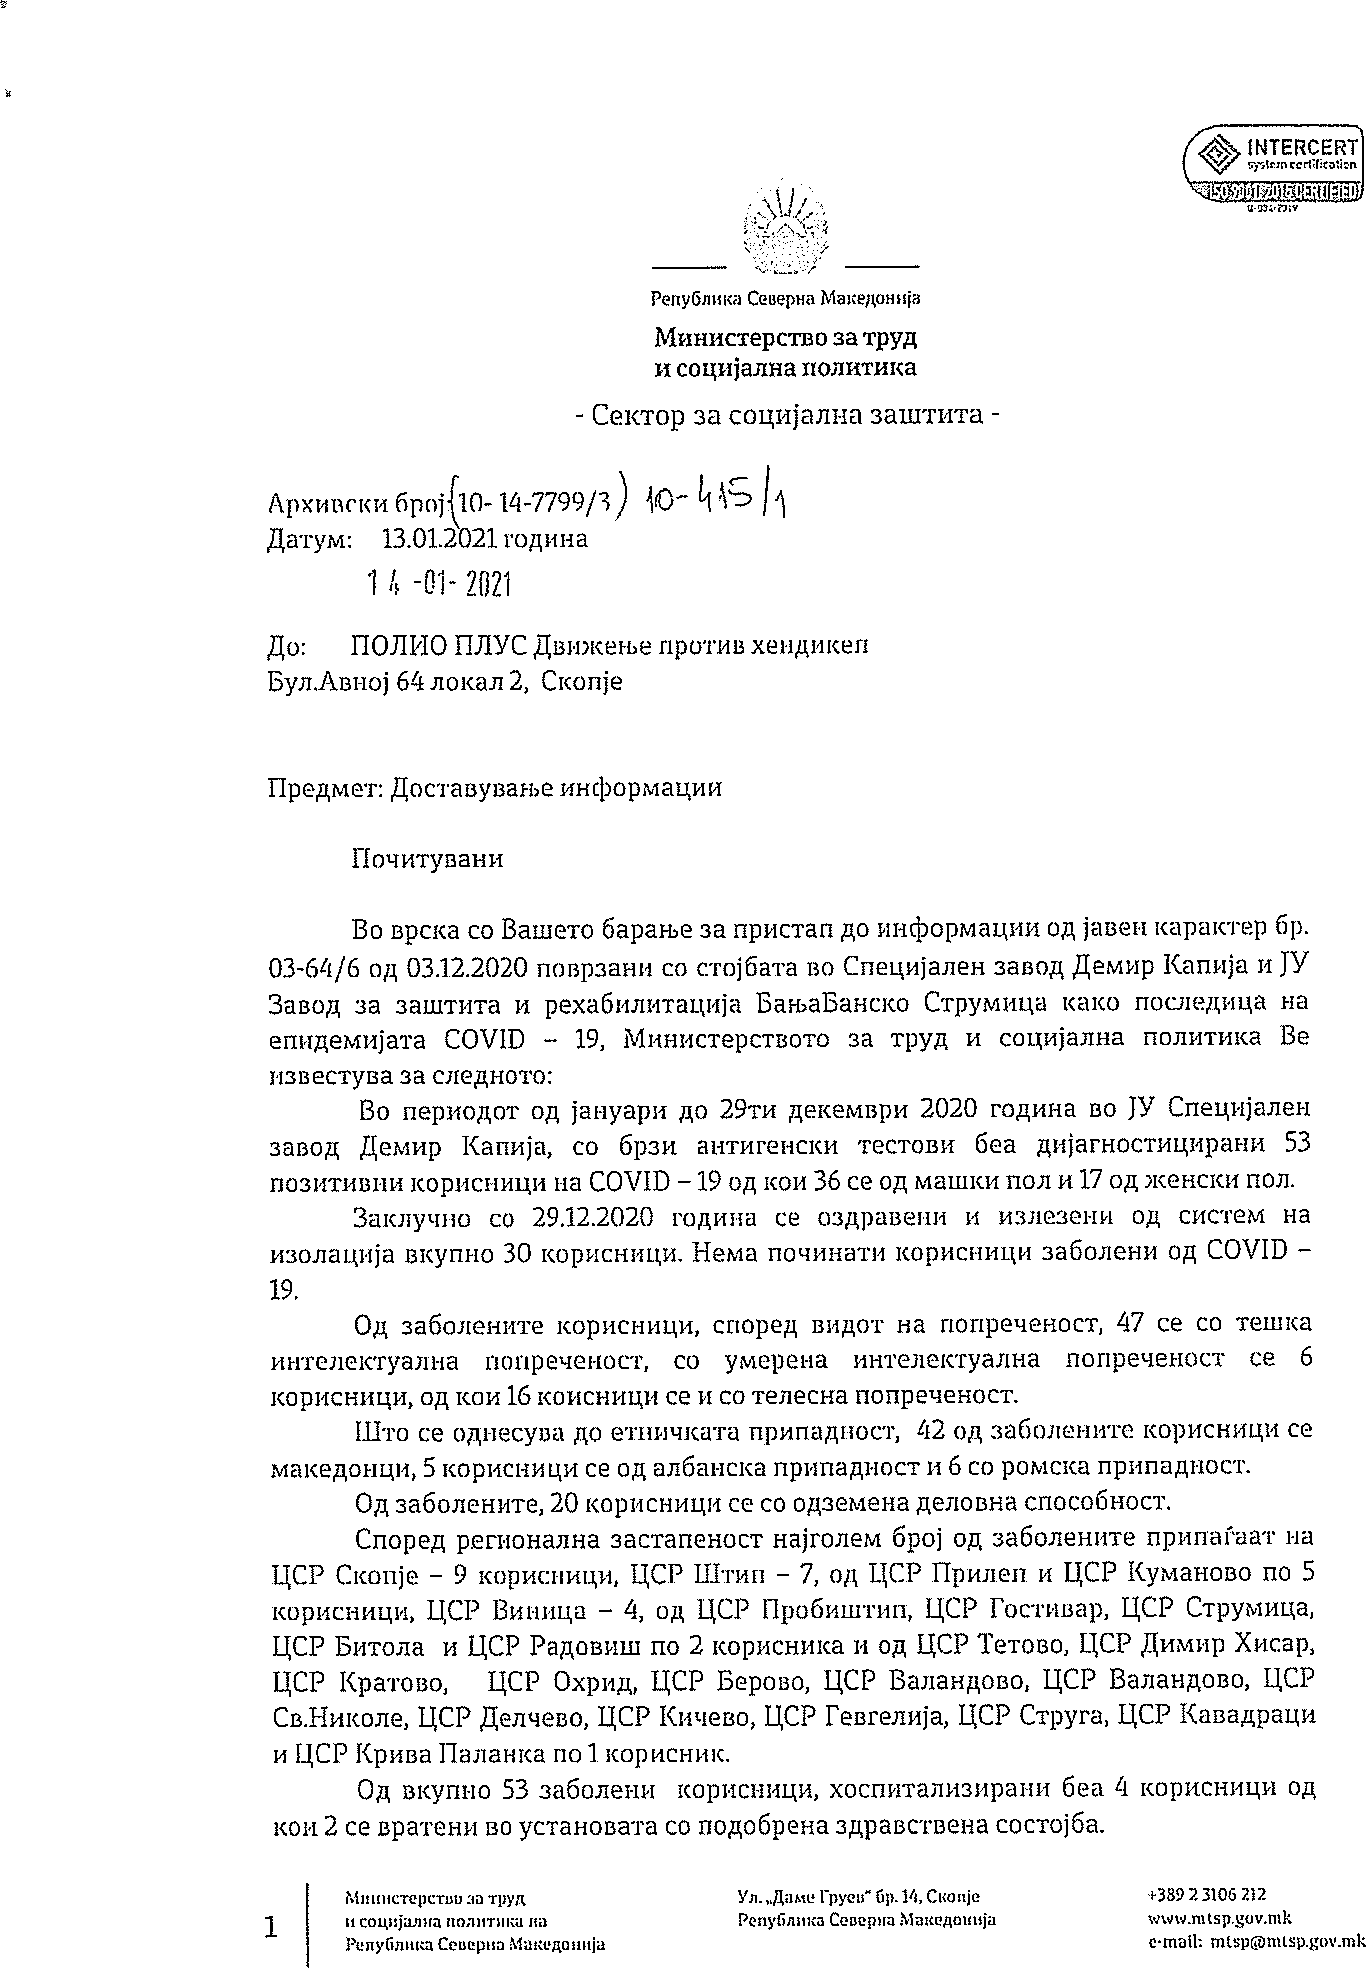 INTERCERT
system certification
ISO 9001:2015 CERTIFIED
Република Северна Македонија
Министерство за труд
и социјална политика
- Сектор за социјална заштита -
Архивски број (10-14-7799/3) 10-415/1
Датум: 13.01.2021 година
14 -01- 2021
До: ПОЛИО ПЛУС Движење против хендикеп
Бул.Авној 64 локал 2, Скопје
Предмет: Доставување информации
Почитувани
Во врска со Вашето барање за пристап до информации од јавен карактер бр.
03-64/6 од 03.12.2020 поврзани со стојбата во Специјален завод Демир Капија и ЈУ
Завод за заштита и рехабилитација БањаБанско Струмица како последица на
епидемијата COVID – 19, Министерството за труд и социјална политика Ве
известува за следното:
Во периодот од јануари до 29ти декември 2020 година во ЈУ Специјален
завод Демир Капија, со брзи антигенски тестови беа дијагностицирани 53
позитивни корисници на COVID – 19 од кои 36 се од машки пол и 17 од женски пол.
Заклучно со 29.12.2020 година се оздравени и излезени од систем на
изолација вкупно 30 корисници. Нема починати корисници заболени од COVID –
19.
Од заболените корисници, според видот на попреченост, 47 се со тешка
интелектуална попреченост, со умерена интелектуална попреченост се 6
корисници, од кои 16 коисници се и со телесна попреченост.
Што се однесува до етничката припадност, 42 од заболените корисници се
македонци, 5 корисници се од албанска припадност и 6 со ромска припадност.
Од заболените, 20 корисници се со одземена деловна способност.
Според регионална застапеност најголем број од заболените припаѓаат на
ЦСР Скопје – 9 корисници, ЦСР Штип – 7, од ЦСР Прилеп и ЦСР Куманово по 5
корисници, ЦСР Виница – 4, од ЦСР Пробиштип, ЦСР Гостивар, ЦСР Струмица,
ЦСР Битола и ЦСР Радовиш по 2 корисника и од ЦСР Тетово, ЦСР Димир Хисар,
ЦСР Кратово, ЦСР Охрид, ЦСР Берово, ЦСР Валандово, ЦСР Валандово, ЦСР
Св.Николе, ЦСР Делчево, ЦСР Кичево, ЦСР Гевгелија, ЦСР Струга, ЦСР Кавадраци
и ЦСР Крива Паланка по 1 корисник.
Од вкупно 53 заболени корисници, хоспитализирани беа 4 корисници од
кои 2 се вратени во установата со подобрена здравствена состојба.
1
Министерство за труд
и социјална политика на
Република Северна Македонија
Ул. „Даме Груев“ бр. 14, Скопје
Република Северна Македонија
+389 2 3106 212
www.mtsp.gov.mk
e-mail: mtsp@mtsp.gov.mk